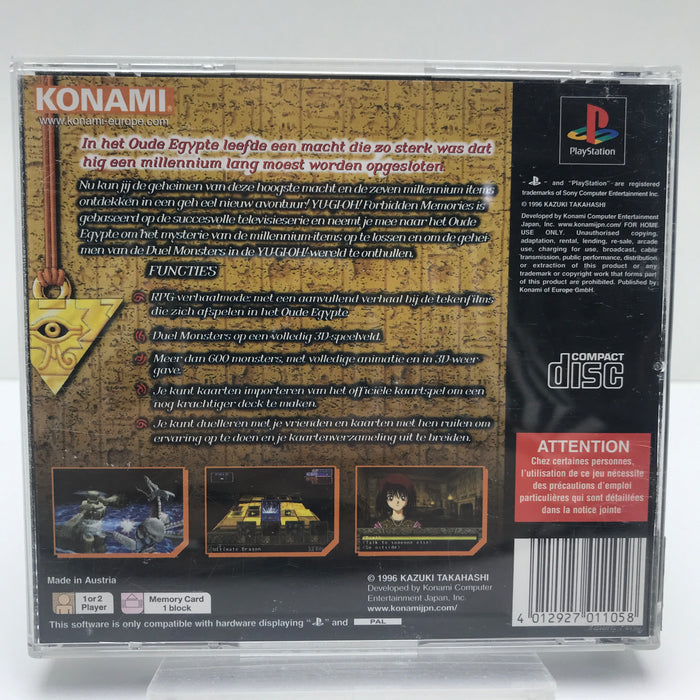 KONAMI
www.konami-europe.com
In het Oude Egypte leefde een macht die zo sterk was dat
hig een millennium lang moest worden opgesloten.
Nu kun jij de geheimen van deze hoogste macht en de zeven millennium items
ontdekken in een geheel nieuw avontuur! YU-GI-OH! Forbidden Memories is
gebaseerd op de succesvolle televisieserie en neemt je mee naar het Oude
Egypte om het mysterie van de millennium-items op te lossen en om de gehei-
men van de Duel Monsters in de YU-GI-OH! wereld te onthullen.
FUNCTIES
RPG-verhaalmode: met een aanvullend verhaal bij de tekenfilms
die zich afspelen in het Oude Egypte.
Duel Monsters op een volledig 3D-speelveld.
Meer dan 600 monsters, met volledige animatie en in 3D-weer-
gave.
Je kunt kaarten importeren van het officiële kaartspel om een
nog krachtiger deck te maken.
Je kunt duelleren met je vrienden en kaarten met hen ruilen om
ervaring op te doen en je kaartenverzameling uit te breiden.
PlayStation
" " and "PlayStation" are registered
trademarks of Sony Computer Entertainment Inc.
© 1996 KAZUKI TAKAHASHI
Developed by Konami Computer Entertainment
Japan, Inc. www.konamijpn.com/ FOR HOME
USE ONLY. Unauthorised copying,
adaptation, rental, lending, re-sale, arcade
use, charging for use, broadcast, cable
transmission, public performance, distribution
or extraction of this product or any
trademark or copyright work that forms part
of this product are prohibited. Published by
Konami of Europe GmbH.
COMPACT
disc
ATTENTION
Chez certaines personnes,
l'utilisation de ce jeu nécessite
des précautions d'emploi
particulières qui sont détaillées
dans la notice jointe
Ultimate Dragon
Talk to someone else!
Go outside!
Made in Austria
1 or 2
Player
Memory Card
1 block
© 1996 KAZUKI TAKAHASHI
Developed by Konami Computer
Entertainment Japan, Inc.
www.konamijpn.com/
This software is only compatible with hardware displaying " " and PAL
4 012927 011058